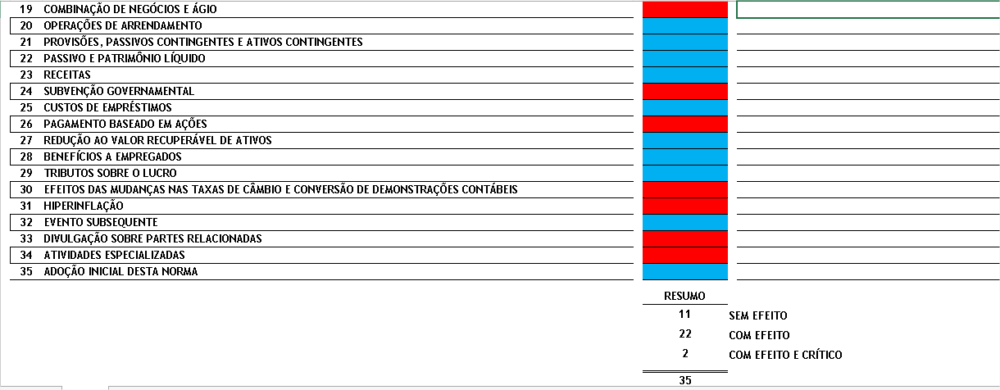 19 COMBINAÇÃO DE NEGÓCIOS E ÁGIO
20 OPERAÇÕES DE ARRENDAMENTO
21 PROVISÕES, PASSIVOS CONTINGENTES E ATIVOS CONTINGENTES
22 PASSIVO E PATRIMÔNIO LÍQUIDO
23 RECEITAS
24 SUBVENÇÃO GOVERNAMENTAL
25 CUSTOS DE EMPRÉSTIMOS
26 PAGAMENTO BASEADO EM AÇÕES
27 REDUÇÃO AO VALOR RECUPERÁVEL DE ATIVOS
28 BENEFÍCIOS A EMPREGADOS
29 TRIBUTOS SOBRE O LUCRO
30 EFEITOS DAS MUDANÇAS NAS TAXAS DE CÂMBIO E CONVERSÃO DE DEMONSTRAÇÕES CONTÁBEIS
31 HIPERINFLAÇÃO
32 EVENTO SUBSEQUENTE
33 DIVULGAÇÃO SOBRE PARTES RELACIONADAS
34 ATIVIDADES ESPECIALIZADAS
35 ADOÇÃO INICIAL DESTA NORMA
RESUMO
11 SEM EFEITO
22 COM EFEITO
2 COM EFEITO E CRÍTICO
35